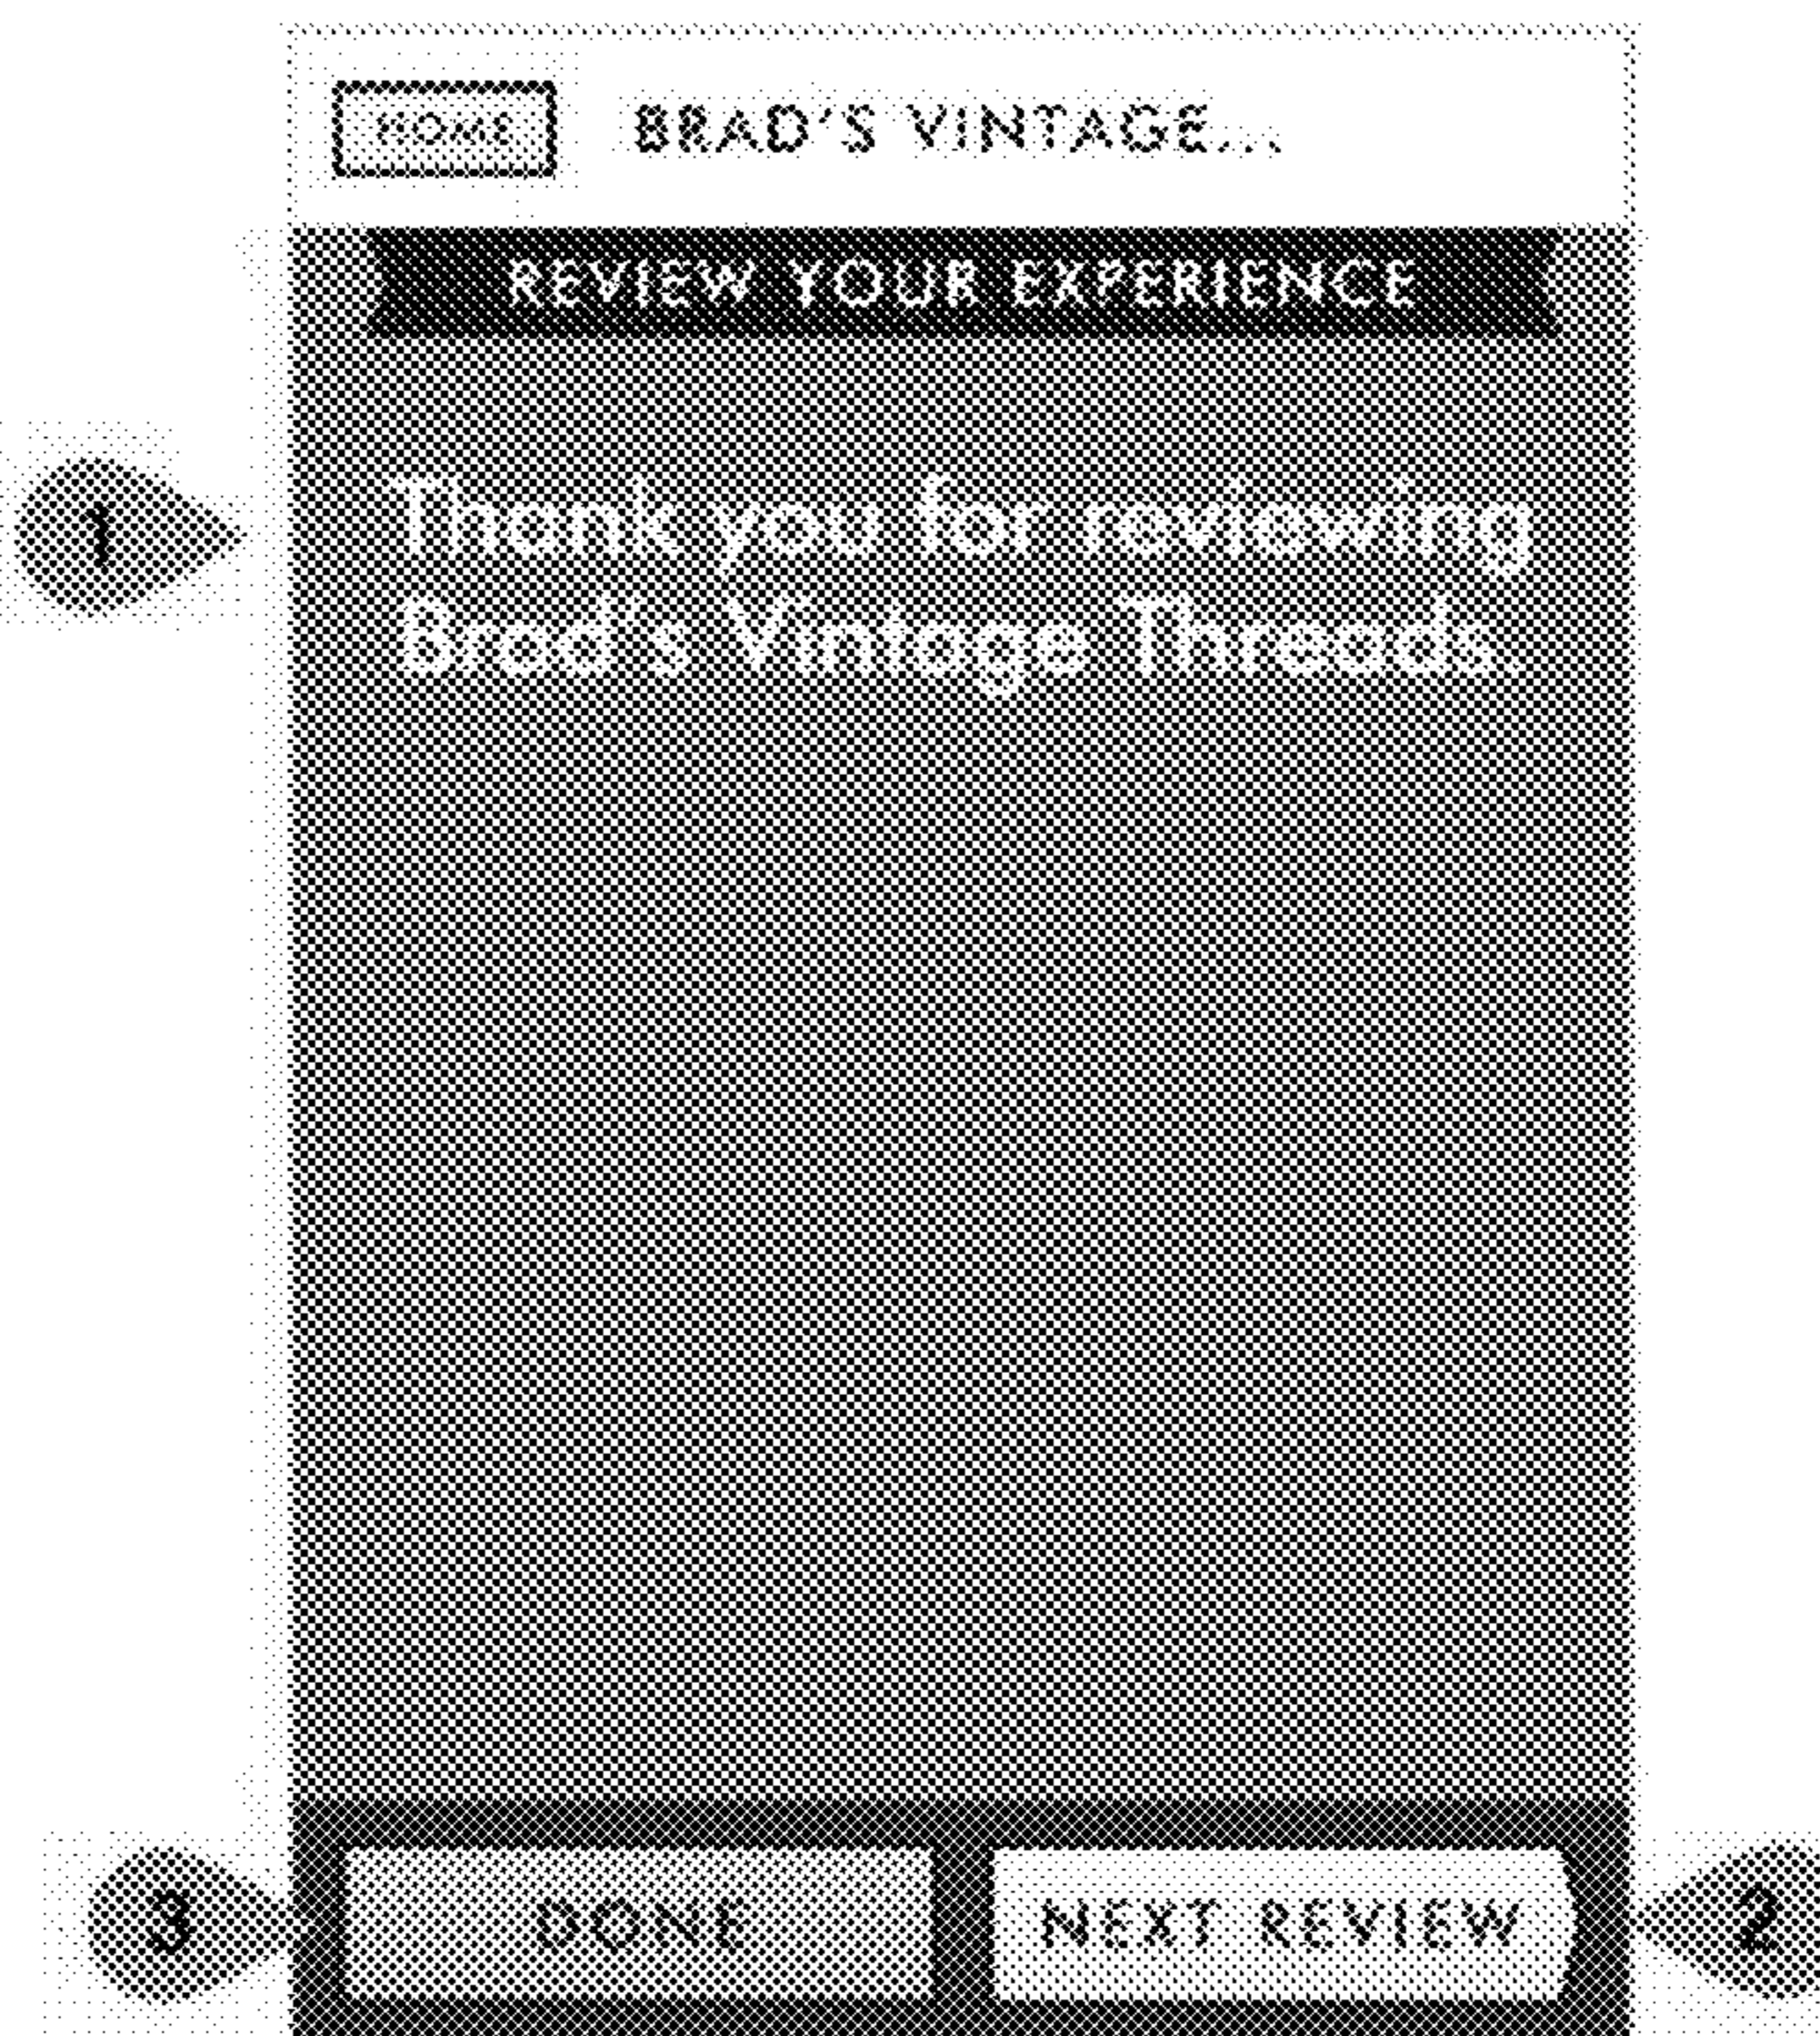 HOME BRAD'S VINTAGE...
REVIEW YOUR EXPERIENCE
1
Thank you for reviewing
Brad's Vintage Threads.
3 DONE NEXT REVIEW 2